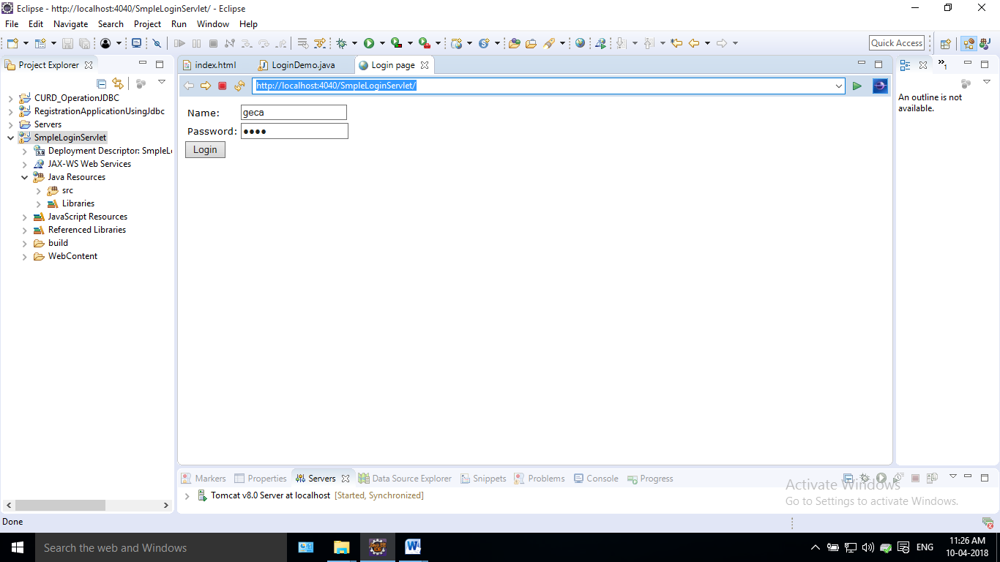 Eclipse - http://localhost:4040/SmpleLoginServlet/ - Eclipse
File Edit Navigate Search Project Run Window Help
Quick Access
Project Explorer
index.html
LoginDemo.java
Login page
1
http://localhost:4040/SmpleLoginServlet/
CURD_OperationJDBC
RegistrationApplicationUsingJdbc
Servers
SmpleLoginServlet
Deployment Descriptor: SmpleL
3.0
JAX-WS Web Services
Java Resources
src
Libraries
JavaScript Resources
Referenced Libraries
build
WebContent
Name: geca
Password: ●●●●
Login
An outline is not
available.
Markers Properties Servers Data Source Explorer Snippets Problems Console Progress
Tomcat v8.0 Server at localhost [Started, Synchronized]
Activate Windows
Go to Settings to activate Windows.
Done
Search the web and Windows
ENG
11:26 AM
10-04-2018